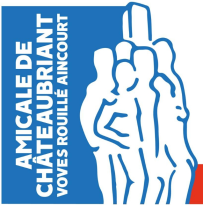 AMICALE DE
CHÂTEAUBRIANT
VOVES ROUILLÉ AINCOURT